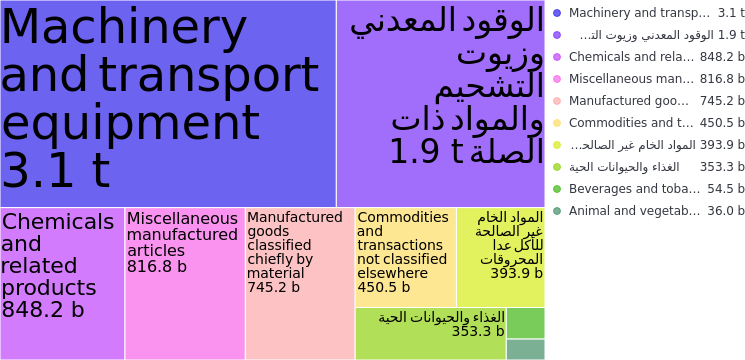 Machinery
and transport
equipment
3.1 t
الوقود المعدني
وزيوت
التشحيم
والمواد ذات
الصلة 1.9 t
Chemicals
and
related
products
848.2 b
Miscellaneous
manufactured
articles
816.8 b
Manufactured
goods
classified
chiefly by
material
745.2 b
Commodities
and
transactions
not classified
elsewhere
450.5 b
المواد الخام
غير الصالحة
للأكل عدا
المحروقات
393.9 b
الغذاء والحيوانات الحية
353.3 b
Machinery and transp... 3.1 t
الوقود المعدني وزيوت الت... 1.9 t
Chemicals and rela... 848.2 b
Miscellaneous man... 816.8 b
Manufactured goo... 745.2 b
Commodities and t... 450.5 b
المواد الخام غير الصالحة... 393.9 b
الغذاء والحيوانات الحية 353.3 b
Beverages and toba... 54.5 b
Animal and vegetab... 36.0 b